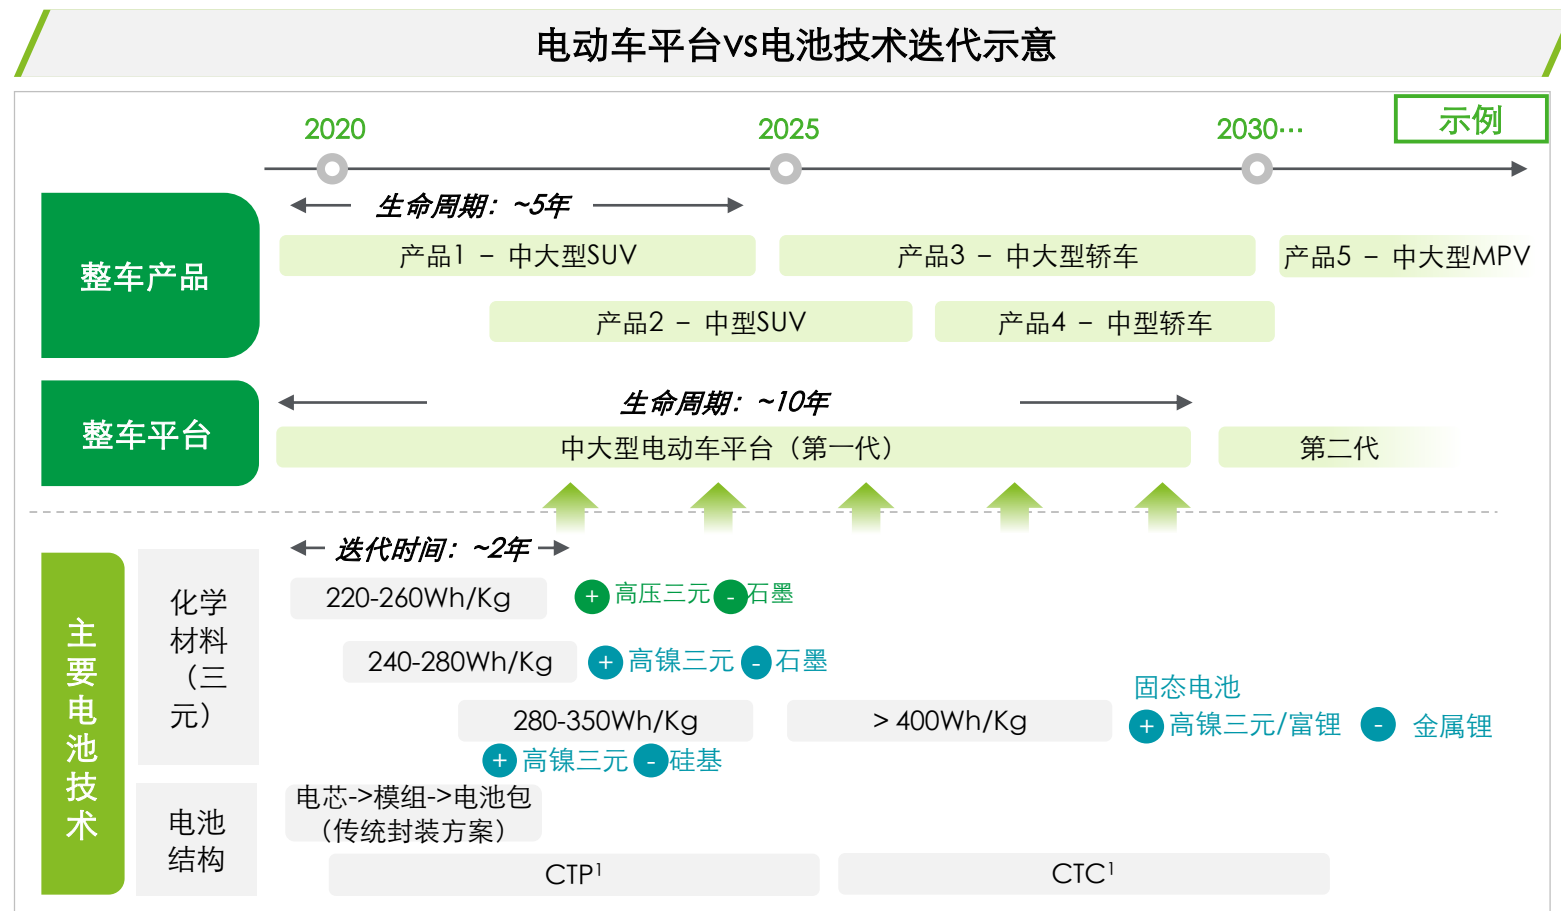 电动车平台vs电池技术迭代示意
示例
2020
2025
2030…
整车产品
生命周期：~5年
产品1 – 中大型SUV
产品3 – 中大型轿车
产品5 – 中大型MPV
产品2 – 中型SUV
产品4 – 中型轿车
整车平台
生命周期：~10年
中大型电动车平台（第一代）
第二代
主要电池技术
化学
材料
（三
元）
迭代时间：~2年
220-260Wh/Kg
+ 高压三元 - 石墨
240-280Wh/Kg
+ 高镍三元 - 石墨
280-350Wh/Kg
+ 高镍三元 - 硅基
> 400Wh/Kg
固态电池
+ 高镍三元/富锂 - 金属锂
电池
结构
电芯->模组->电池包
（传统封装方案）
CTP¹
CTC¹